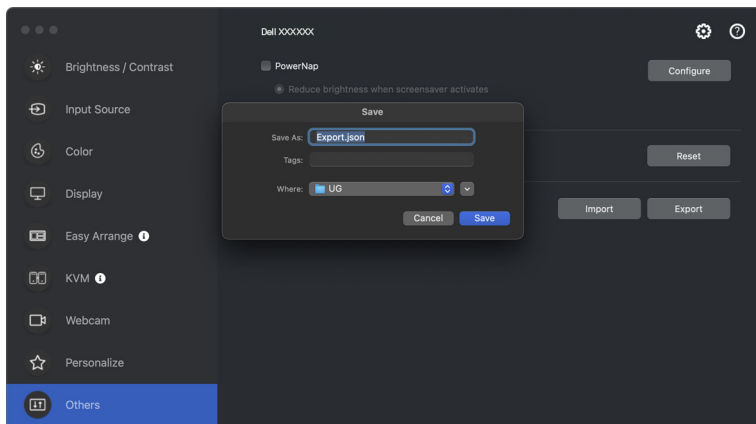 Dell XXXXXX
Brightness / Contrast
Input Source
Color
Display
Easy Arrange
KVM
Webcam
Personalize
Others
PowerNap
Configure
Reduce brightness when screensaver activates
Reset
Import
Export
Save
Save As: Export.json
Tags:
Where: UG
Cancel
Save